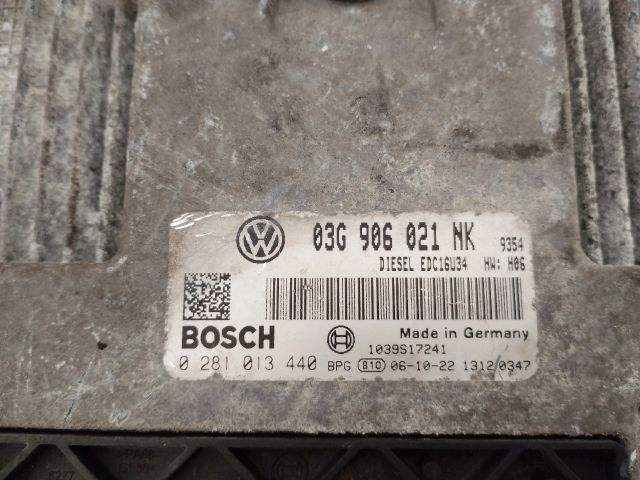 VW 03G 906 021 NK 9354
DIESEL EDC16U34 HW: H06
BOSCH Made in Germany
1039S17241
0 281 013 440 BPG 810 06-10-22 1312 0347